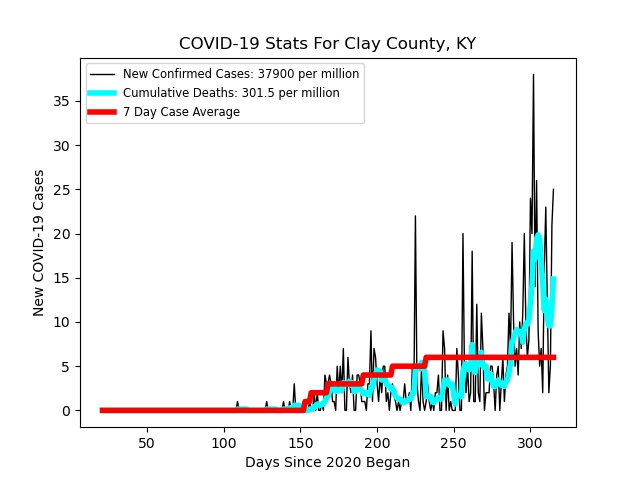 COVID-19 Stats For Clay County, KY
New Confirmed Cases: 37900 per million
Cumulative Deaths: 301.5 per million
7 Day Case Average
New COVID-19 Cases
35
30
25
20
15
10
5
0
50 100 150 200 250 300
Days Since 2020 Began